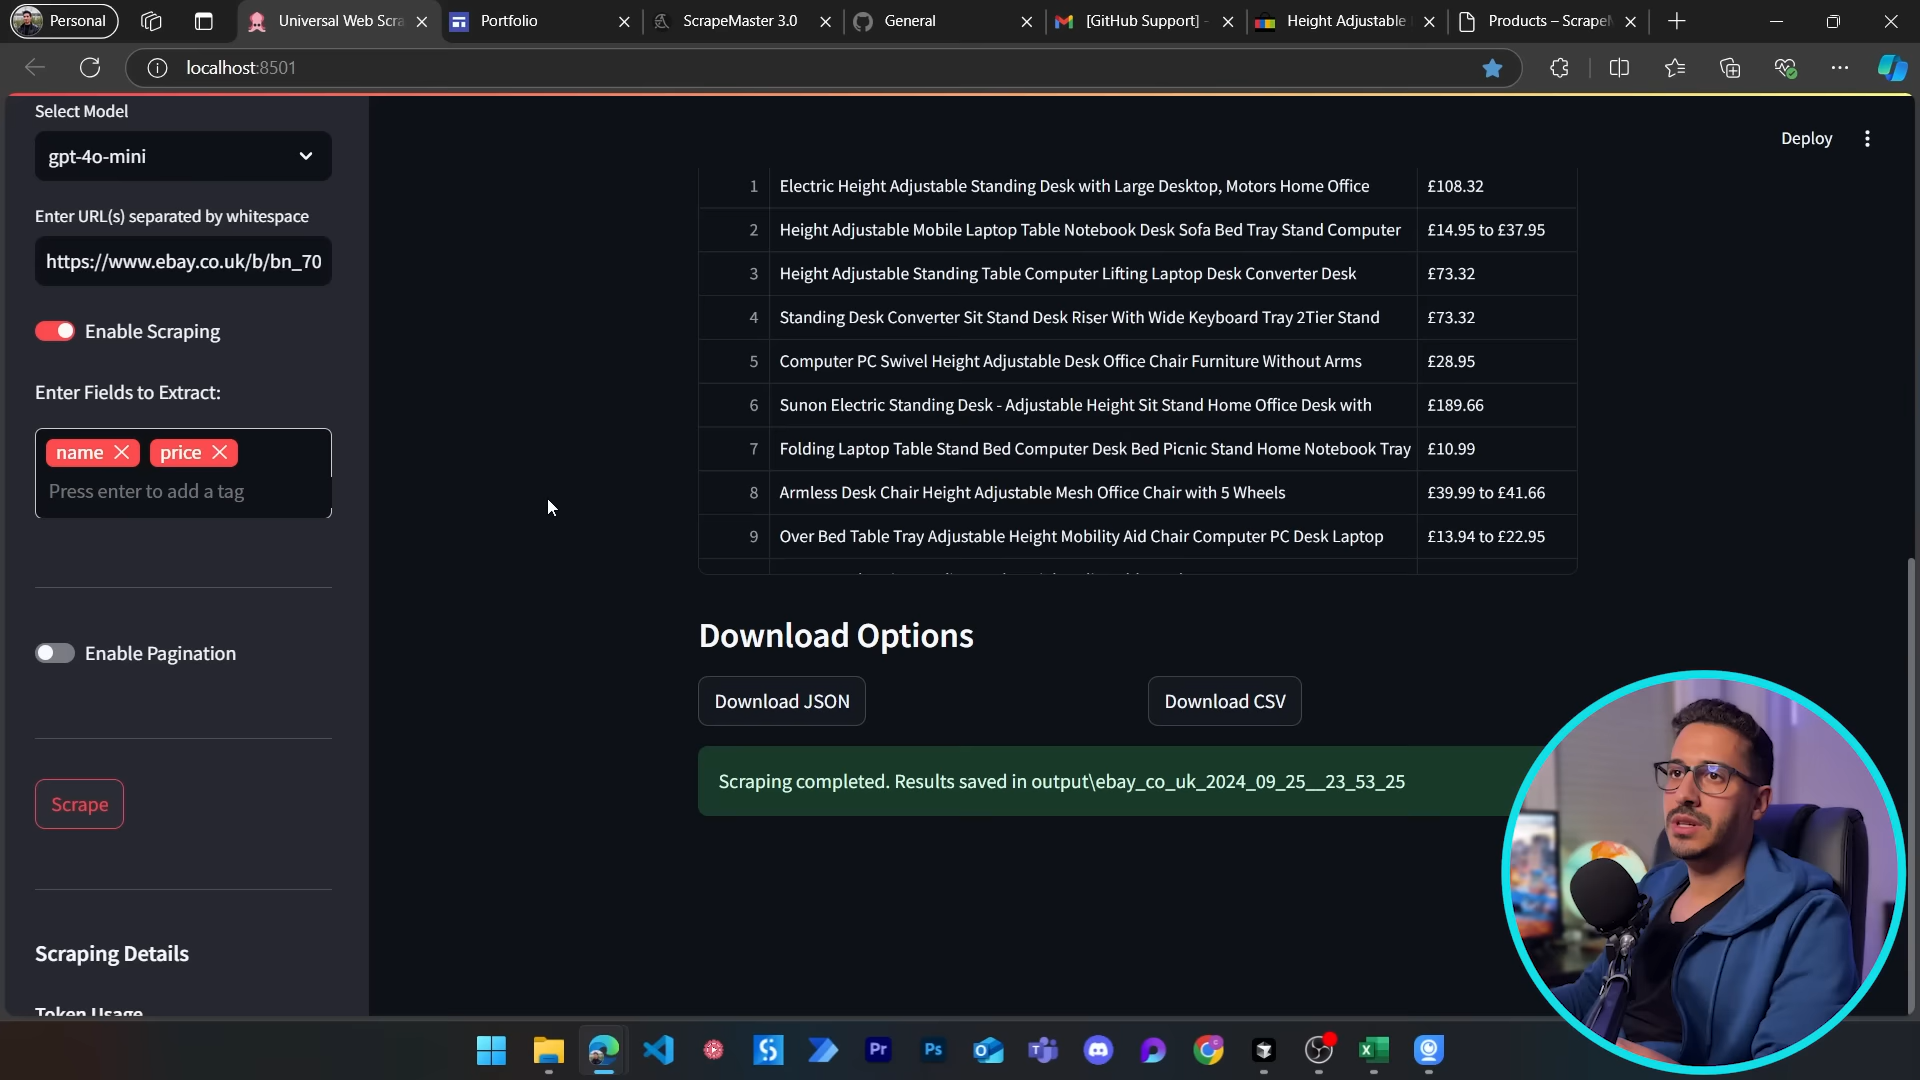 Personal
Universal Web Scra
Portfolio
ScrapeMaster 3.0
General
[GitHub Support] -
Height Adjustable
Products – ScrapeM
localhost:8501
Select Model
gpt-4o-mini
Enter URL(s) separated by whitespace
https://www.ebay.co.uk/b/bn_70
Enable Scraping
Enter Fields to Extract:
name
price
Press enter to add a tag
Enable Pagination
Scrape
Scraping Details
Token Usage
Deploy
1 Electric Height Adjustable Standing Desk with Large Desktop, Motors Home Office £108.32
2 Height Adjustable Mobile Laptop Table Notebook Desk Sofa Bed Tray Stand Computer £14.95 to £37.95
3 Height Adjustable Standing Table Computer Lifting Laptop Desk Converter Desk £73.32
4 Standing Desk Converter Sit Stand Desk Riser With Wide Keyboard Tray 2Tier Stand £73.32
5 Computer PC Swivel Height Adjustable Desk Office Chair Furniture Without Arms £28.95
6 Sunon Electric Standing Desk - Adjustable Height Sit Stand Home Office Desk with £189.66
7 Folding Laptop Table Stand Bed Computer Desk Bed Picnic Stand Home Notebook Tray £10.99
8 Armless Desk Chair Height Adjustable Mesh Office Chair with 5 Wheels £39.99 to £41.66
9 Over Bed Table Tray Adjustable Height Mobility Aid Chair Computer PC Desk Laptop £13.94 to £22.95
Download Options
Download JSON
Download CSV
Scraping completed. Results saved in output\ebay_co_uk_2024_09_25__23_53_25
Pr
Ps